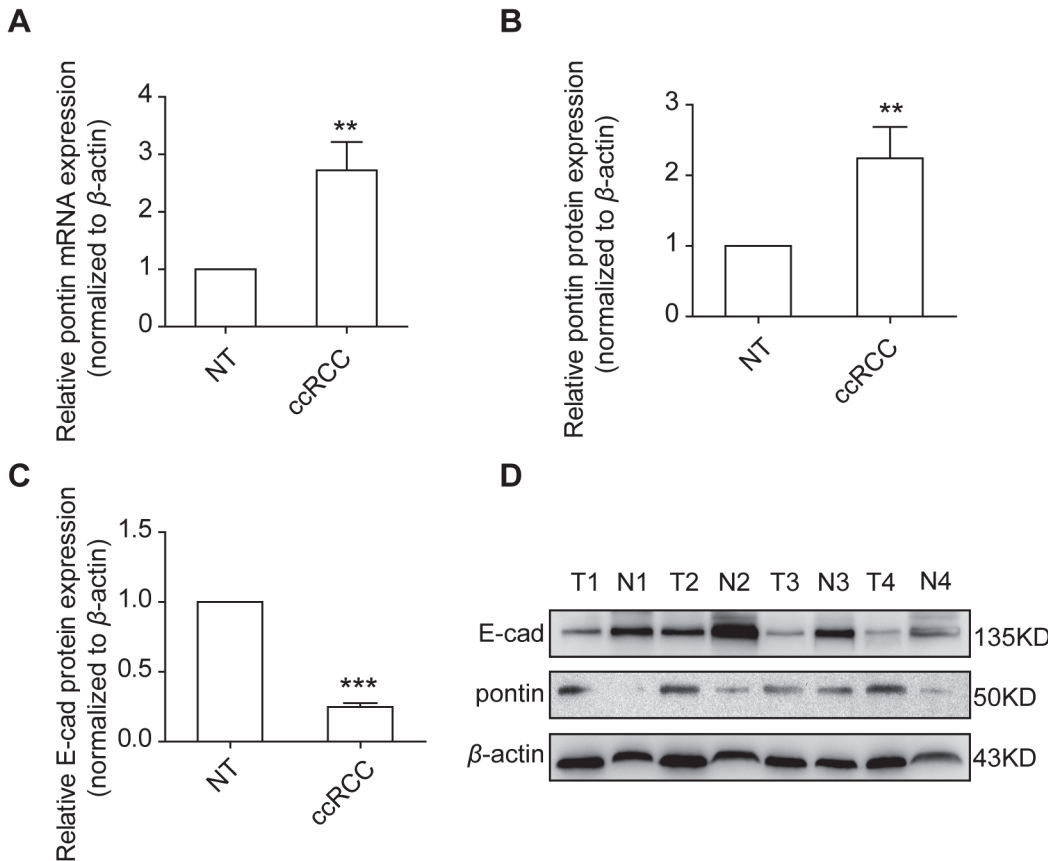 A
Relative pontin mRNA expression
(normalized to β-actin)
4
3
2
1
0
**
NT
ccRCC
B
Relative pontin protein expression
(normalized to β-actin)
3
2
1
0
**
NT
ccRCC
C
Relative E-cad protein expression
(normalized to β-actin)
1.5
1.0
0.5
0.0
***
NT
ccRCC
D
T1 N1 T2 N2 T3 N3 T4 N4
E-cad 135KD
pontin 50KD
β-actin 43KD